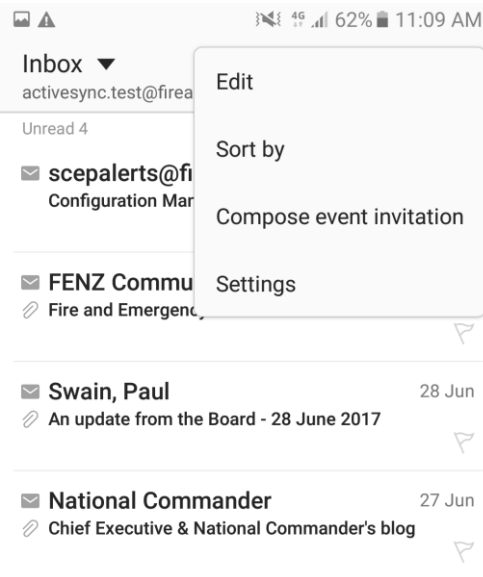 4G 62% 11:09 AM
Inbox
activesync.test@firea
Edit
Sort by
Compose event invitation
Settings
Unread 4
scepalerts@fi
Configuration Mar
FENZ Commu
Fire and Emergency
Swain, Paul 28 Jun
An update from the Board - 28 June 2017
National Commander 27 Jun
Chief Executive & National Commander's blog